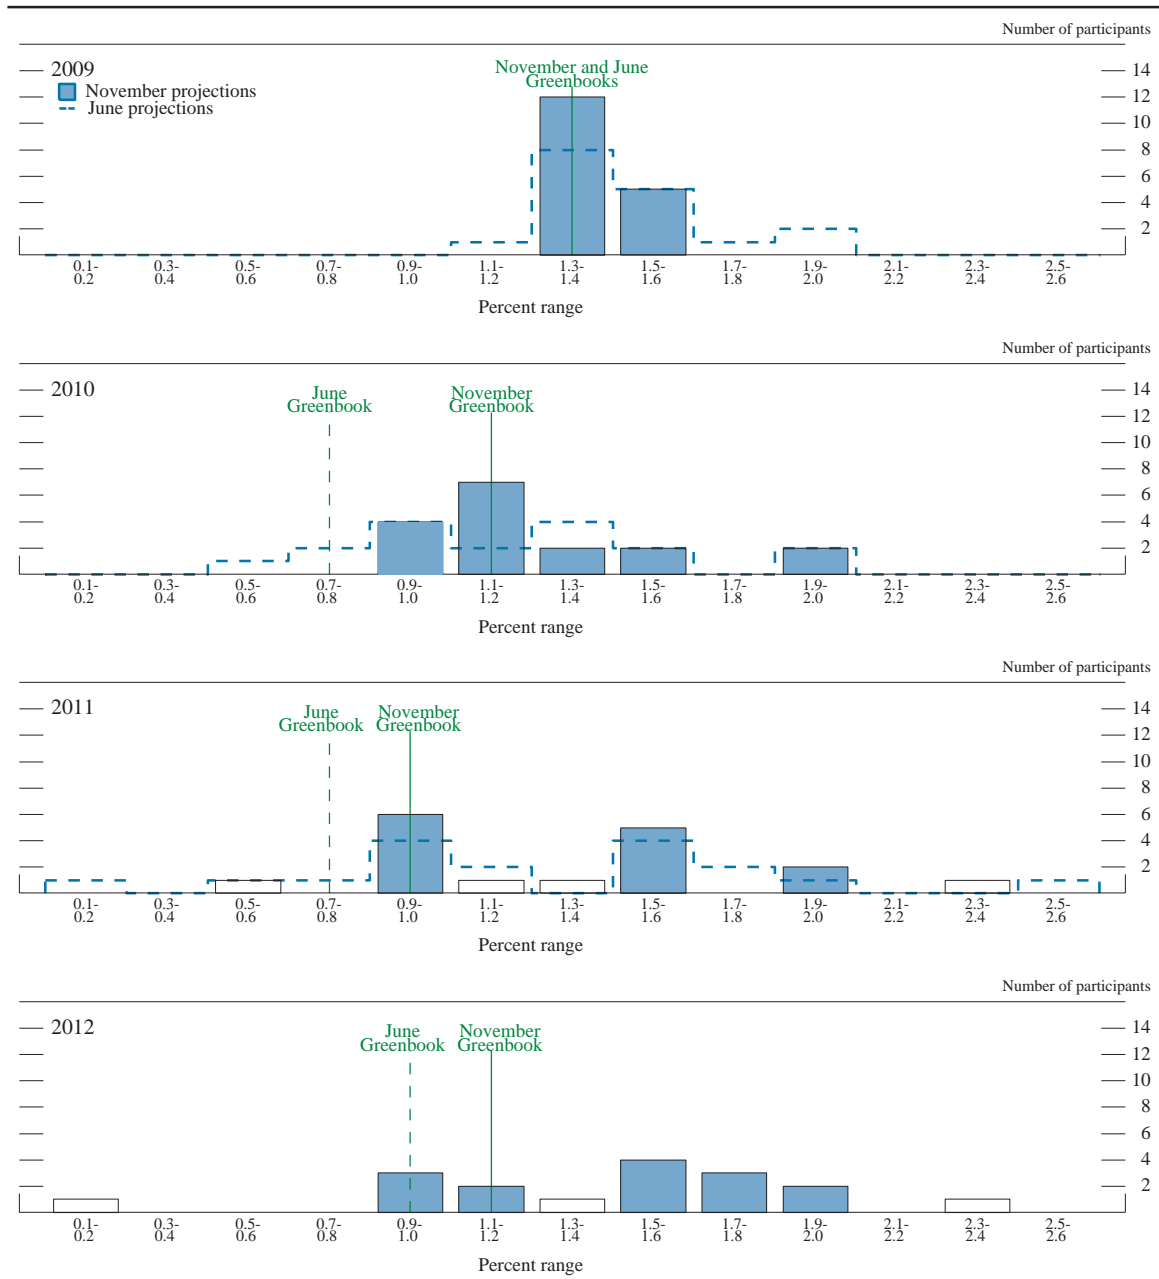 Number of participants
2009
November projections
June projections
November and June
Greenbooks
14
12
10
8
6
4
2
0.1- 0.3- 0.5- 0.7- 0.9- 1.1- 1.3- 1.5- 1.7- 1.9- 2.1- 2.3- 2.5-
0.2 0.4 0.6 0.8 1.0 1.2 1.4 1.6 1.8 2.0 2.2 2.4 2.6
Percent range
Number of participants
2010
June
Greenbook
November
Greenbook
14
12
10
8
6
4
2
0.1- 0.3- 0.5- 0.7- 0.9- 1.1- 1.3- 1.5- 1.7- 1.9- 2.1- 2.3- 2.5-
0.2 0.4 0.6 0.8 1.0 1.2 1.4 1.6 1.8 2.0 2.2 2.4 2.6
Percent range
Number of participants
2011
June
Greenbook
November
Greenbook
14
12
10
8
6
4
2
0.1- 0.3- 0.5- 0.7- 0.9- 1.1- 1.3- 1.5- 1.7- 1.9- 2.1- 2.3- 2.5-
0.2 0.4 0.6 0.8 1.0 1.2 1.4 1.6 1.8 2.0 2.2 2.4 2.6
Percent range
Number of participants
2012
June
Greenbook
November
Greenbook
14
12
10
8
6
4
2
0.1- 0.3- 0.5- 0.7- 0.9- 1.1- 1.3- 1.5- 1.7- 1.9- 2.1- 2.3- 2.5-
0.2 0.4 0.6 0.8 1.0 1.2 1.4 1.6 1.8 2.0 2.2 2.4 2.6
Percent range